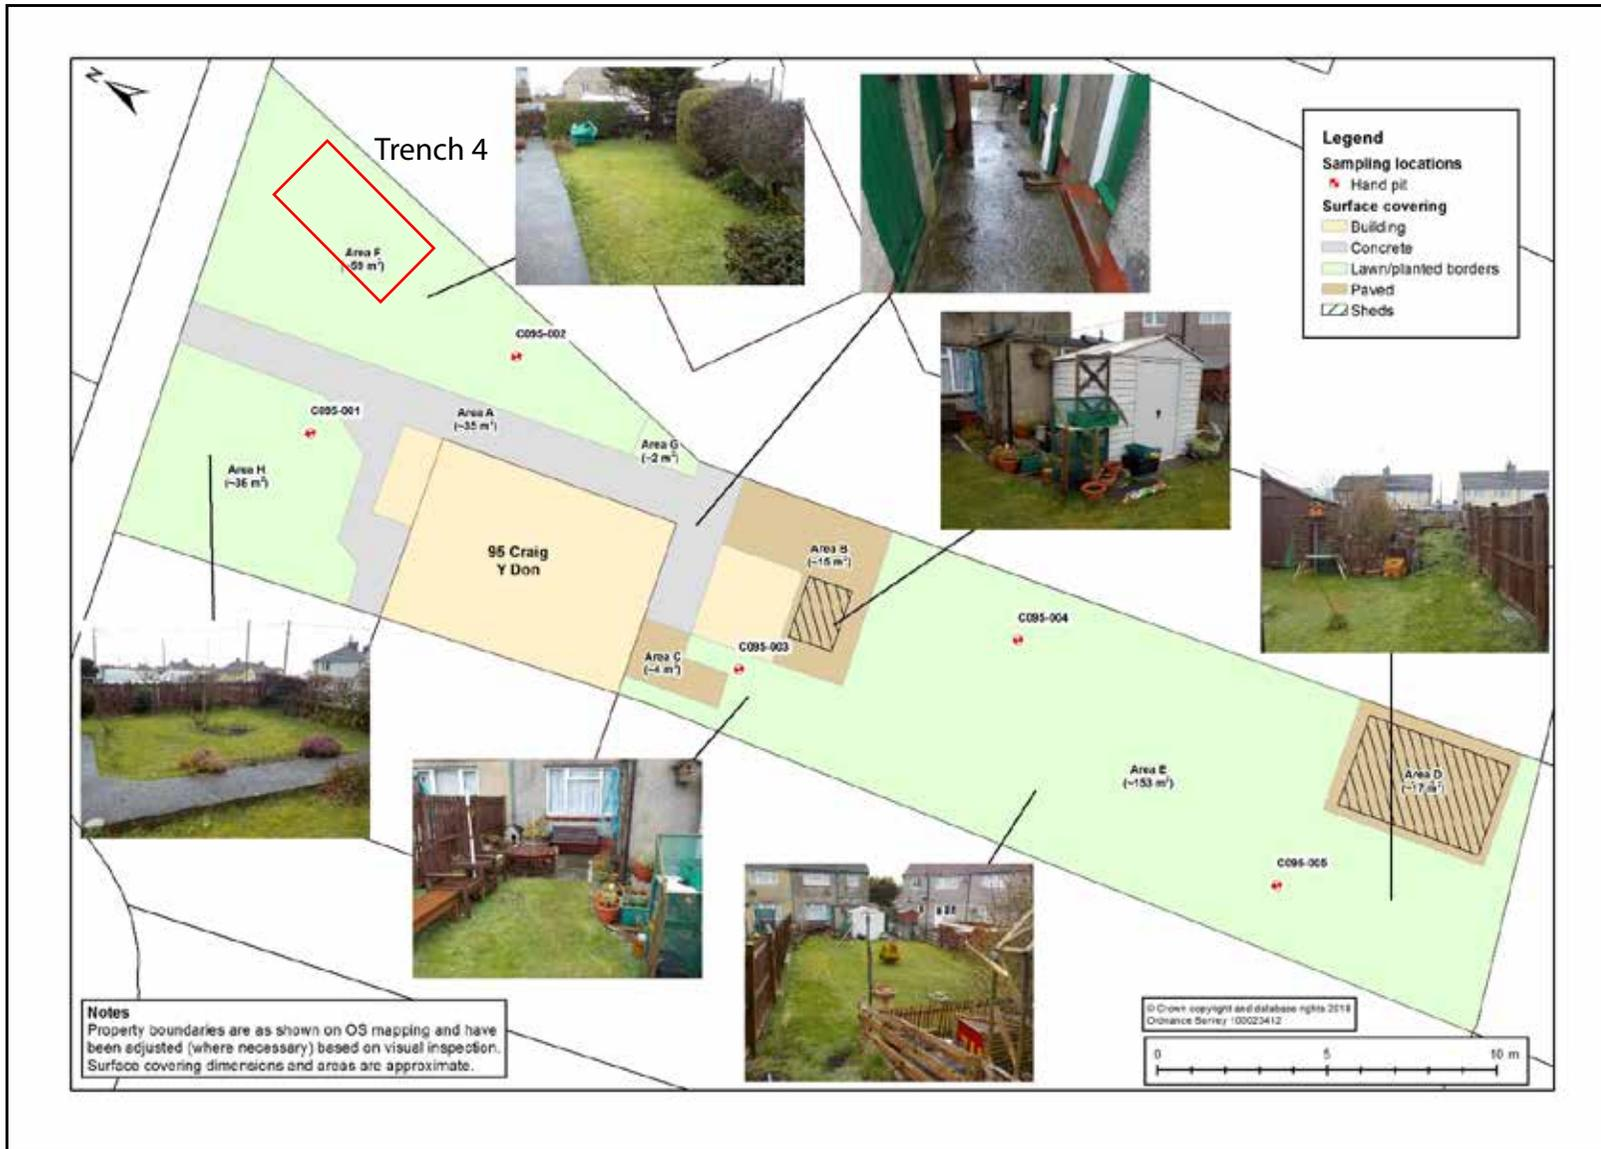 N
Trench 4
Area F
(~59 m²)
C095-002
C095-001
Area A
(~35 m²)
Area G
(~2 m²)
Area H
(~36 m²)
95 Craig
Y Don
Area B
(~15 m²)
Area C
(~4 m²)
C095-003
C095-004
Area E
(~153 m²)
Area D
(~17 m²)
C095-005
Legend
Sampling locations
Hand pit
Surface covering
Building
Concrete
Lawn/planted borders
Paved
Sheds
Notes
Property boundaries are as shown on OS mapping and have
been adjusted (where necessary) based on visual inspection.
Surface covering dimensions and areas are approximate.
© Crown copyright and database rights 2018
Ordnance Survey 100023412
0 5 10 m